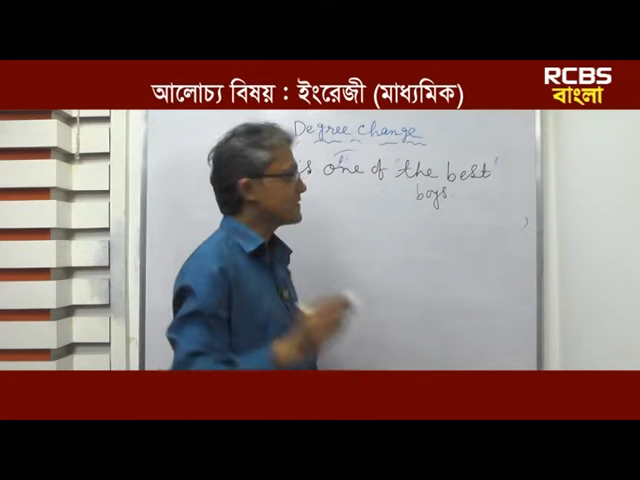 RCBS
বাংলা
আলোচ্য বিষয় : ইংরেজী (মাধ্যমিক)
Degree change
is one of "the best"
boys.